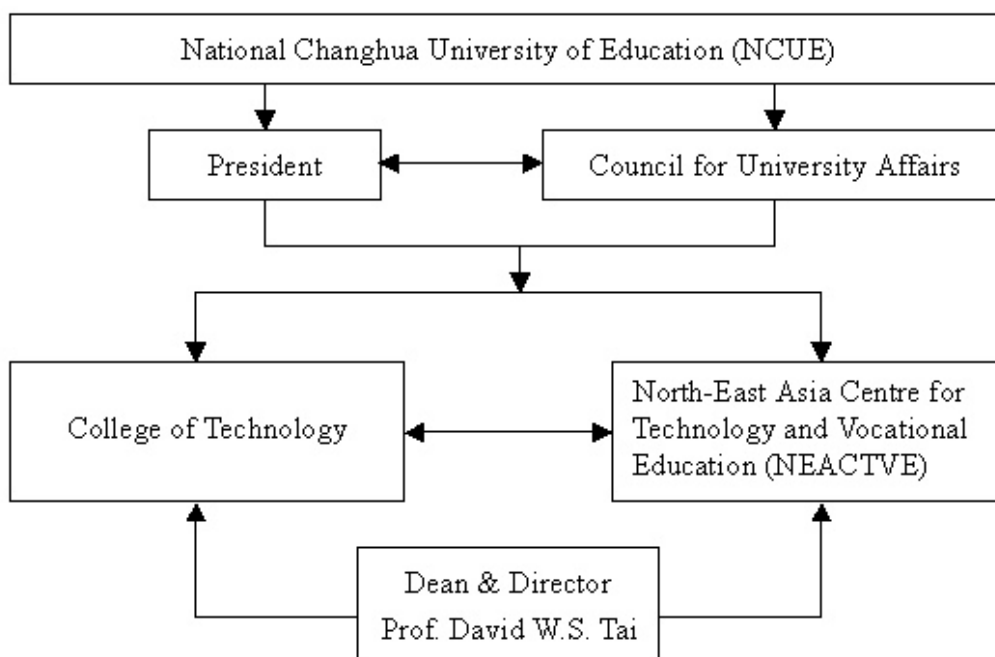 National Changhua University of Education (NCUE)
President
Council for University Affairs
College of Technology
North-East Asia Centre for
Technology and Vocational
Education (NEACTVE)
Dean & Director
Prof. David W.S. Tai